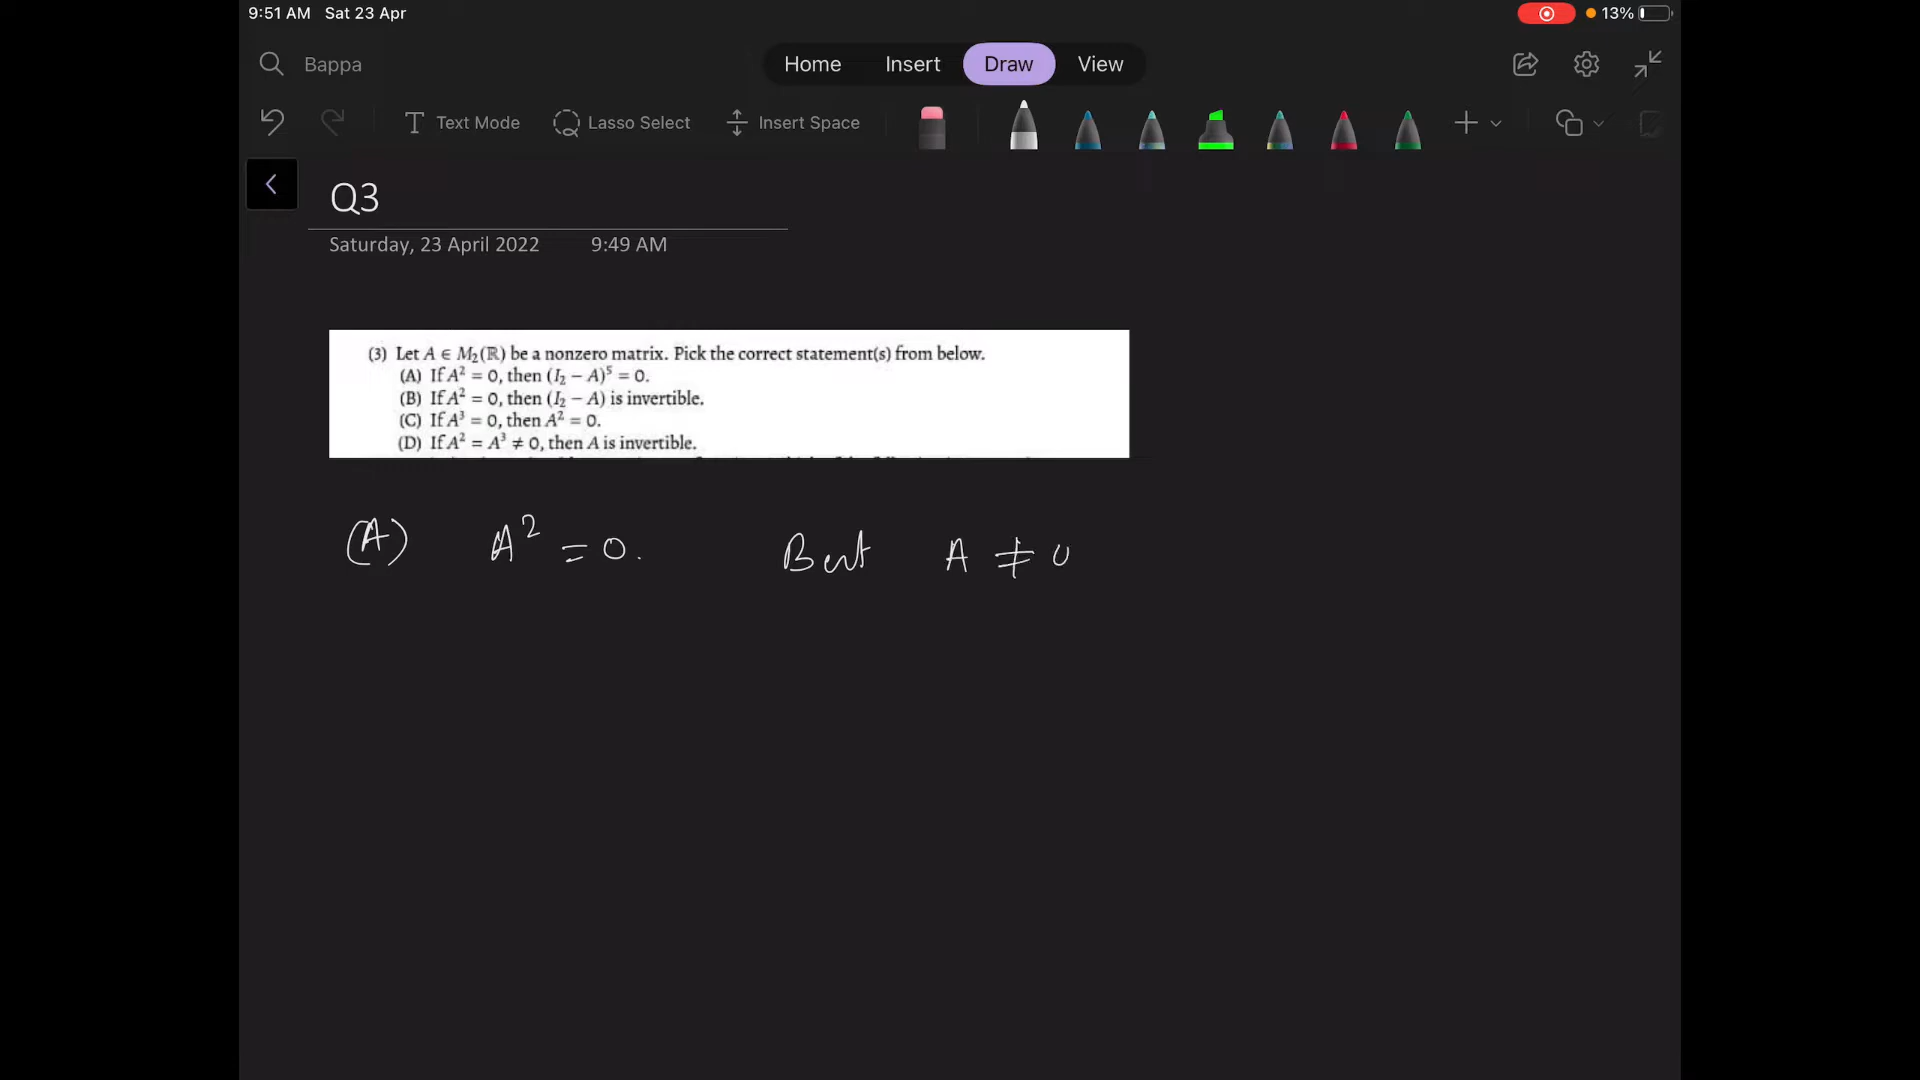 9:51 AM Sat 23 Apr 13%
Bappa Home Insert Draw View
Text Mode Lasso Select Insert Space
Q3
Saturday, 23 April 2022 9:49 AM
(3) Let A ∈ M₂(ℝ) be a nonzero matrix. Pick the correct statement(s) from below.
(A) If A² = 0, then (I₂ − A)⁵ = 0.
(B) If A² = 0, then (I₂ − A) is invertible.
(C) If A³ = 0, then A² = 0.
(D) If A² = A³ ≠ 0, then A is invertible.
(A) A² = 0. But A ≠ 0